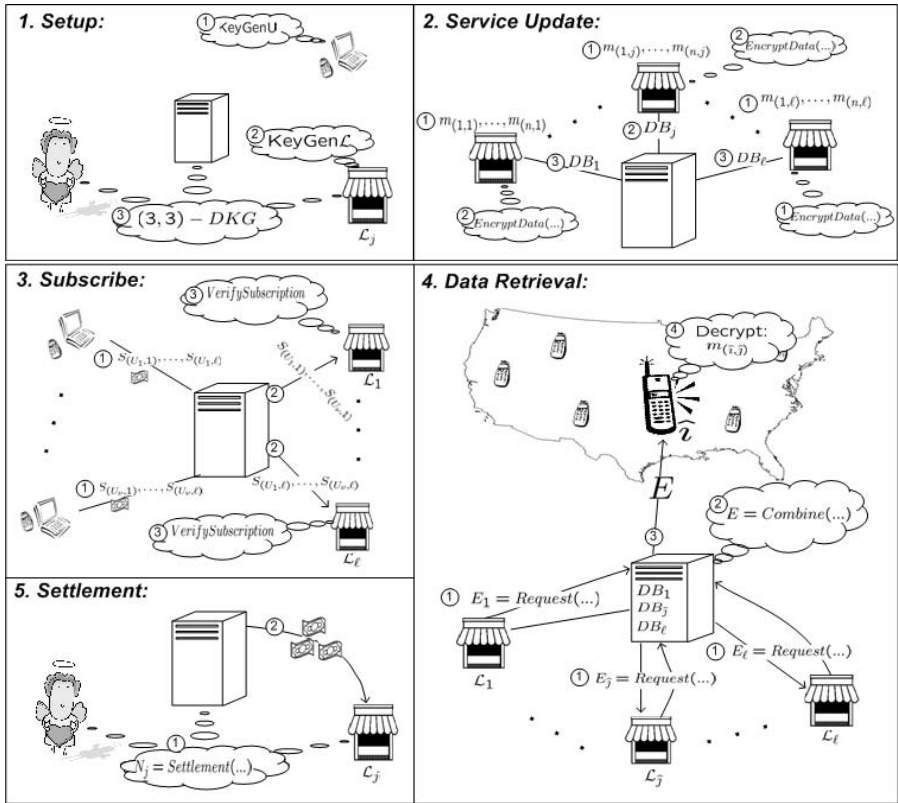 1. Setup:
① KeyGenU
② KeyGenℒ
③ (3, 3) − DKG
ℒ_j
2. Service Update:
① m_(1,j), . . . , m_(n,j)
② EncryptData(...)
① m_(1,1), . . . , m_(n,1)
① m_(1,ℓ), . . . , m_(n,ℓ)
② DB_j
③ DB_1
③ DB_ℓ
② EncryptData(...)
① EncryptData(...)
3. Subscribe:
③ VerifySubscription
① S_(U_1,1), . . . , S_(U_1,ℓ)
② S_(U_1,1), . . . , S_(U_v,1)
ℒ_1
② S_(U_1,ℓ), . . . , S_(U_v,ℓ)
① S_(U_v,1), . . . , S_(U_v,ℓ)
③ VerifySubscription
ℒ_ℓ
4. Data Retrieval:
④ Decrypt:
m_(î,ĵ)
î
E
② E = Combine(...)
③
DB_1
DB_ĵ
DB_ℓ
① E_1 = Request(...)
ℒ_1
① E_ℓ = Request(...)
① E_ĵ = Request(...)
ℒ_ℓ
ℒ_ĵ
5. Settlement:
②
①
N_j = Settlement(...)
ℒ_j